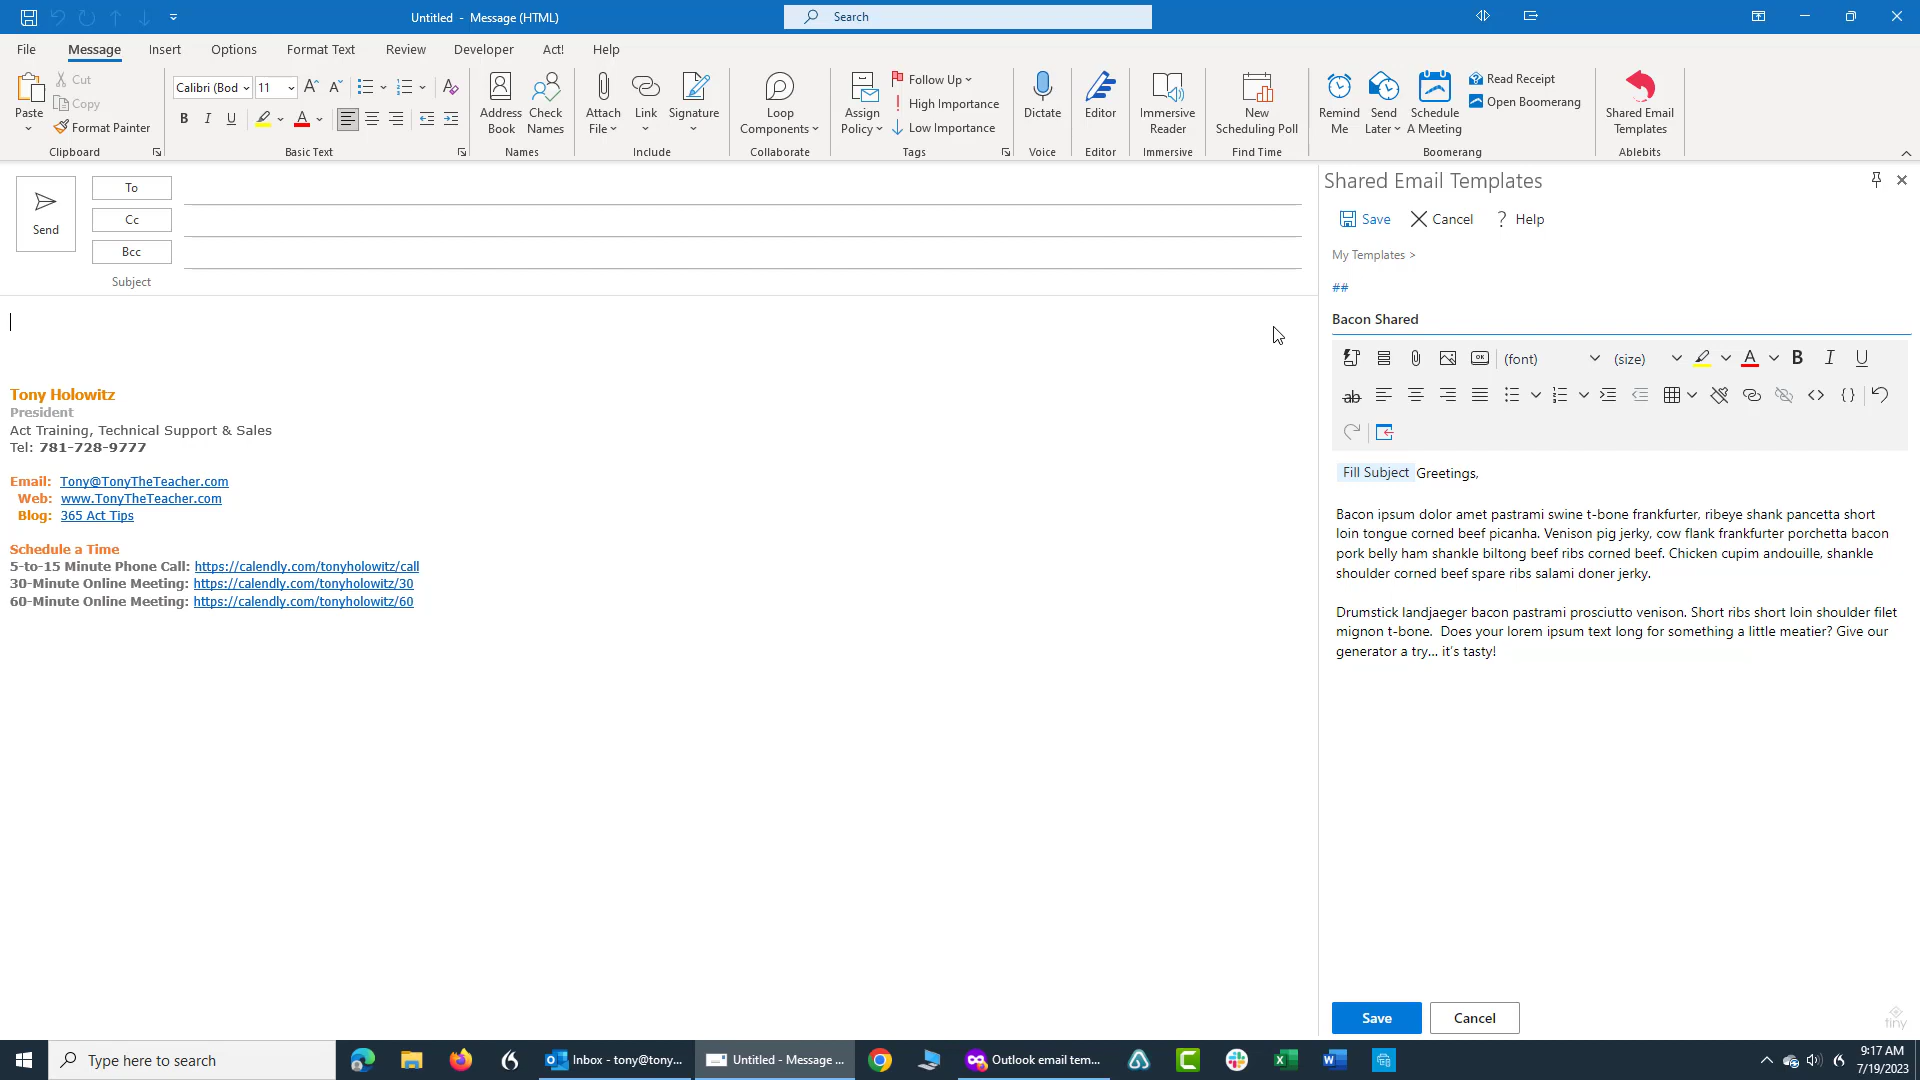 Untitled - Message (HTML)
Search
File Message Insert Options Format Text Review Developer Act! Help
Paste
Cut
Copy
Format Painter
Clipboard
Calibri (Bod 11
Basic Text
Address Book
Check Names
Names
Attach File
Link
Signature
Include
Loop Components
Collaborate
Assign Policy
Follow Up
High Importance
Low Importance
Tags
Dictate
Voice
Editor
Editor
Immersive Reader
Immersive
New Scheduling Poll
Find Time
Remind Me
Send Later
Schedule A Meeting
Read Receipt
Open Boomerang
Boomerang
Shared Email Templates
Ablebits
Send
To
Cc
Bcc
Subject
Tony Holowitz
President
Act Training, Technical Support & Sales
Tel: 781-728-9777
Email: Tony@TonyTheTeacher.com
Web: www.TonyTheTeacher.com
Blog: 365 Act Tips
Schedule a Time
5-to-15 Minute Phone Call: https://calendly.com/tonyholowitz/call
30-Minute Online Meeting: https://calendly.com/tonyholowitz/30
60-Minute Online Meeting: https://calendly.com/tonyholowitz/60
Shared Email Templates
Save Cancel ? Help
My Templates >
##
Bacon Shared
(font) (size) A B I U
ab
Fill Subject Greetings,
Bacon ipsum dolor amet pastrami swine t-bone frankfurter, ribeye shank pancetta short
loin tongue corned beef picanha. Venison pig jerky, cow flank frankfurter porchetta bacon
pork belly ham shankle biltong beef ribs corned beef. Chicken cupim andouille, shankle
shoulder corned beef spare ribs salami doner jerky.
Drumstick landjaeger bacon pastrami prosciutto venison. Short ribs short loin shoulder filet
mignon t-bone. Does your lorem ipsum text long for something a little meatier? Give our
generator a try... it's tasty!
Save Cancel
tiny
Type here to search
Inbox - tony@tony...
Untitled - Message ...
Outlook email tem...
9:17 AM
7/19/2023